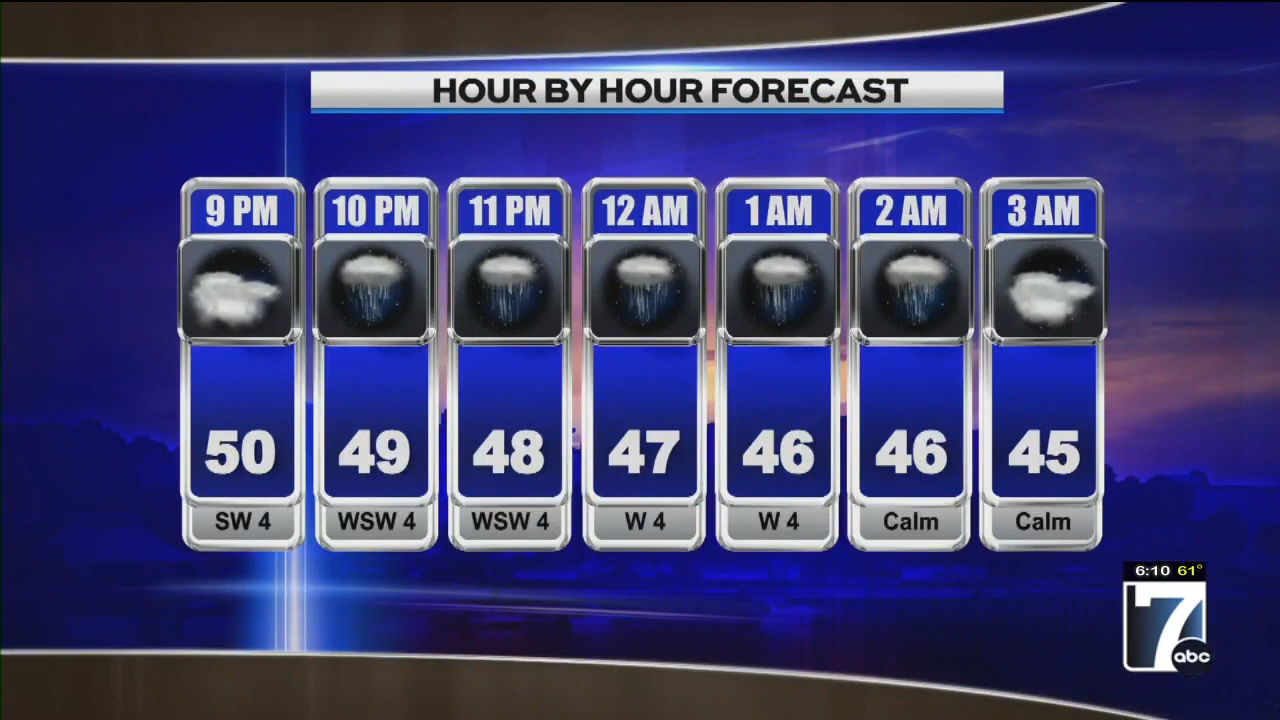 HOUR BY HOUR FORECAST
9 PM 10 PM 11 PM 12 AM 1 AM 2 AM 3 AM
50 49 48 47 46 46 45
SW 4 WSW 4 WSW 4 W 4 W 4 Calm Calm
6:10 61°
7
abc